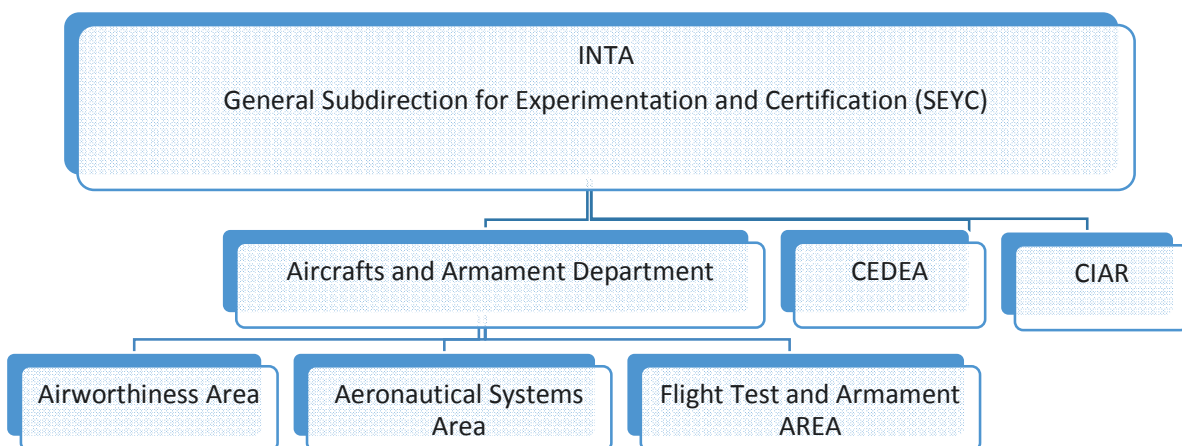 INTA
General Subdirection for Experimentation and Certification (SEYC)
Aircrafts and Armament Department
CEDEA
CIAR
Airworthiness Area
Aeronautical Systems
Area
Flight Test and Armament
AREA